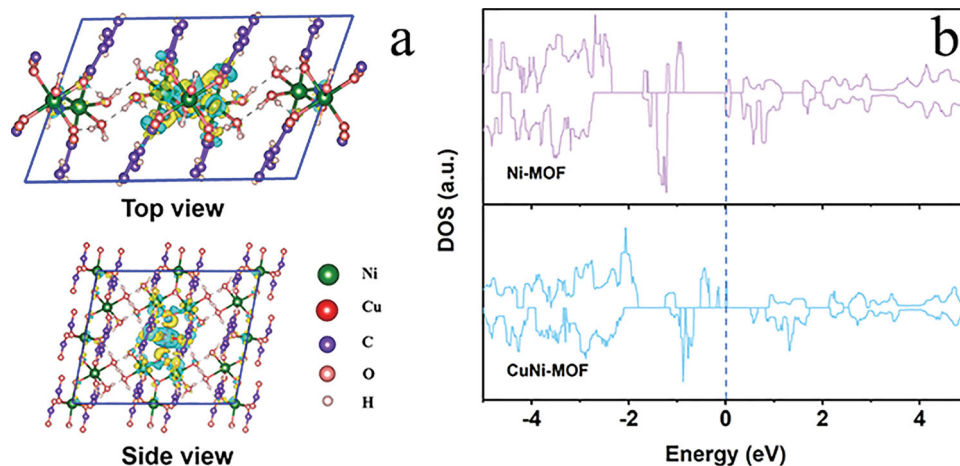 a
Top view
Ni
Cu
C
O
H
Side view
b
DOS (a.u.)
Ni-MOF
CuNi-MOF
-4
-2
0
2
4
Energy (eV)